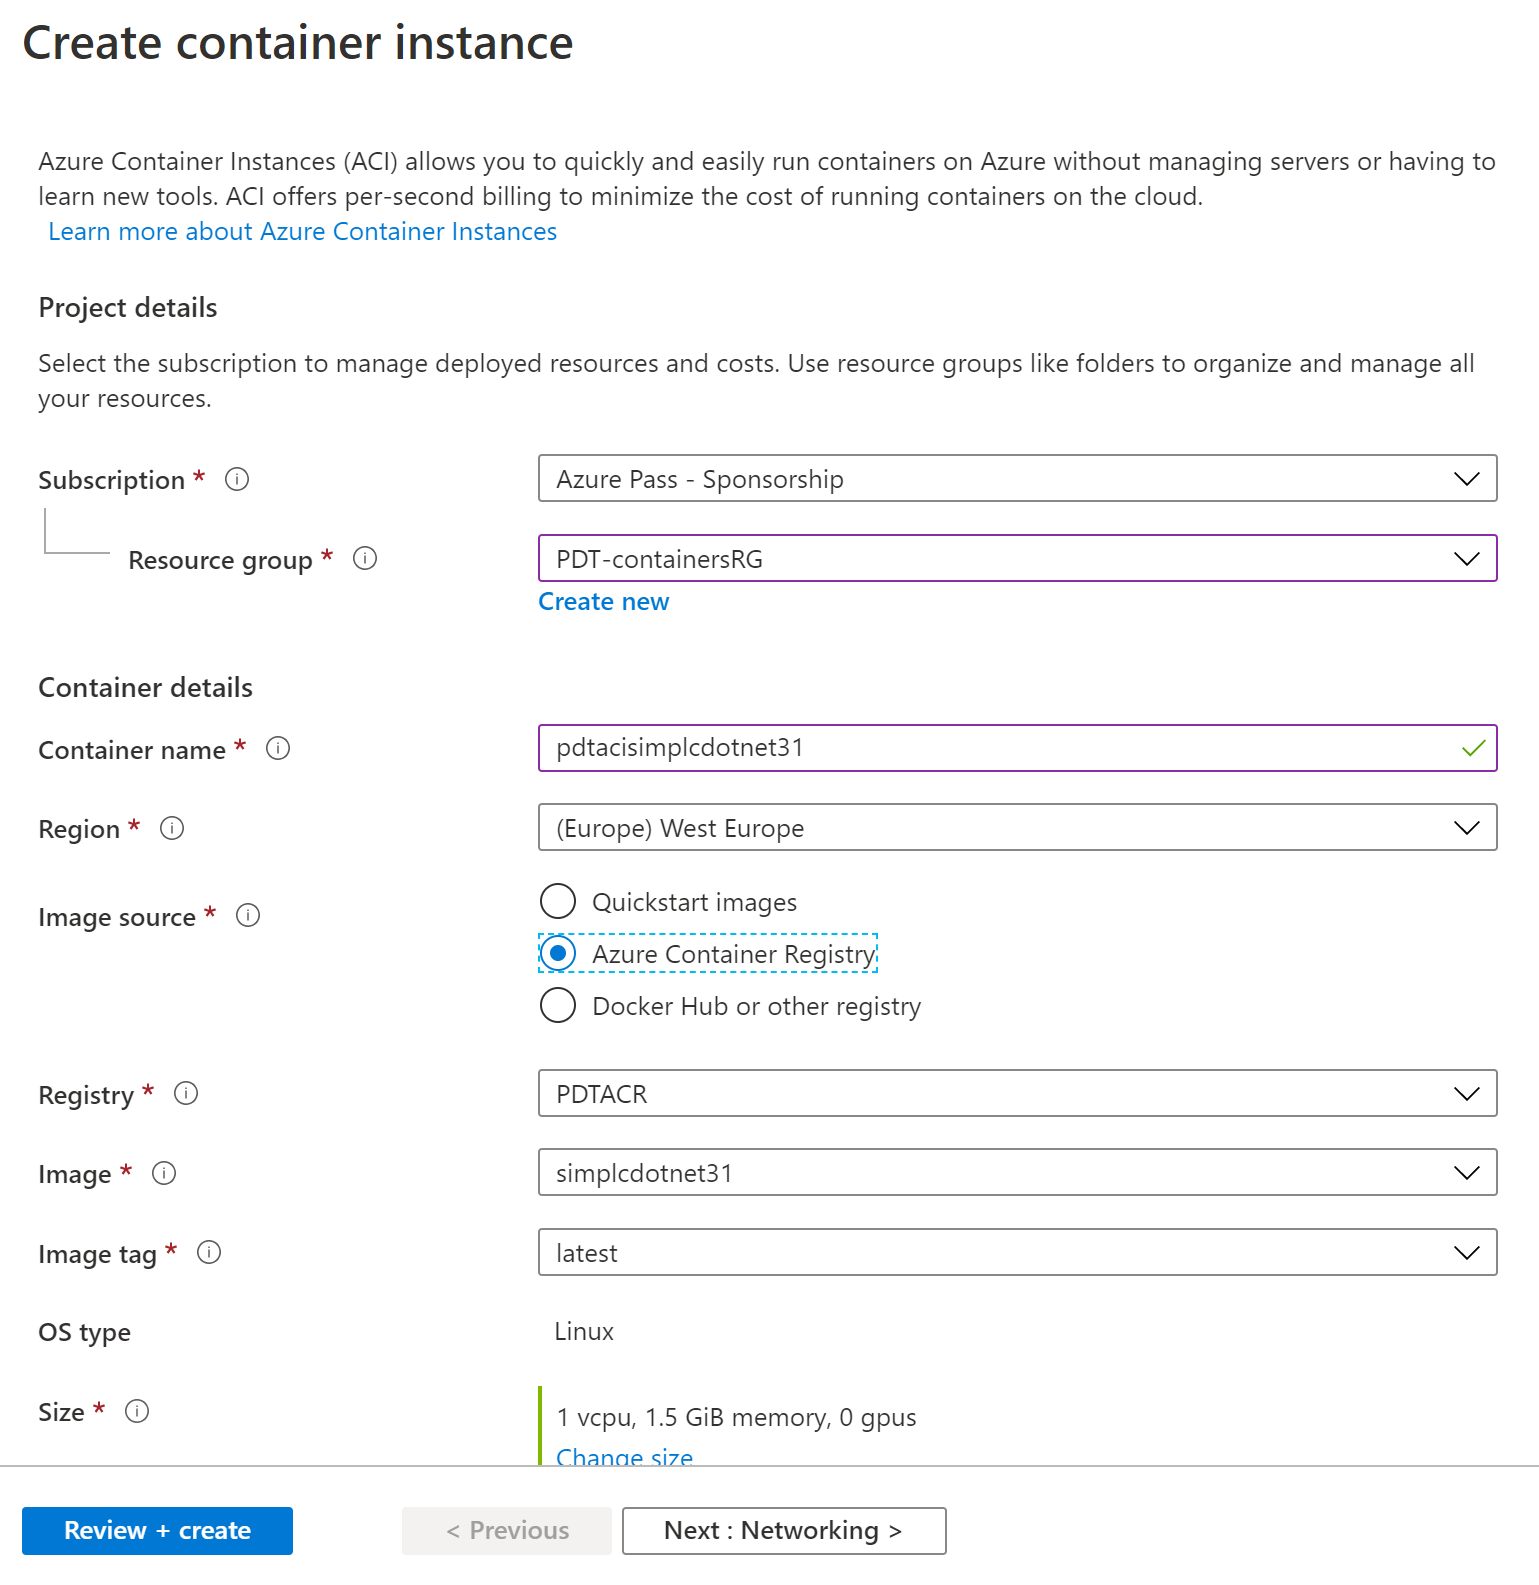 Create container instance
Azure Container Instances (ACI) allows you to quickly and easily run containers on Azure without managing servers or having to
learn new tools. ACI offers per-second billing to minimize the cost of running containers on the cloud.
Learn more about Azure Container Instances
Project details
Select the subscription to manage deployed resources and costs. Use resource groups like folders to organize and manage all
your resources.
Subscription * Azure Pass - Sponsorship
Resource group * PDT-containersRG
Create new
Container details
Container name * pdtacisimplcdotnet31
Region * (Europe) West Europe
Image source * Quickstart images
Azure Container Registry
Docker Hub or other registry
Registry * PDTACR
Image * simplcdotnet31
Image tag * latest
OS type Linux
Size * 1 vcpu, 1.5 GiB memory, 0 gpus
Change size
Review + create < Previous Next : Networking >